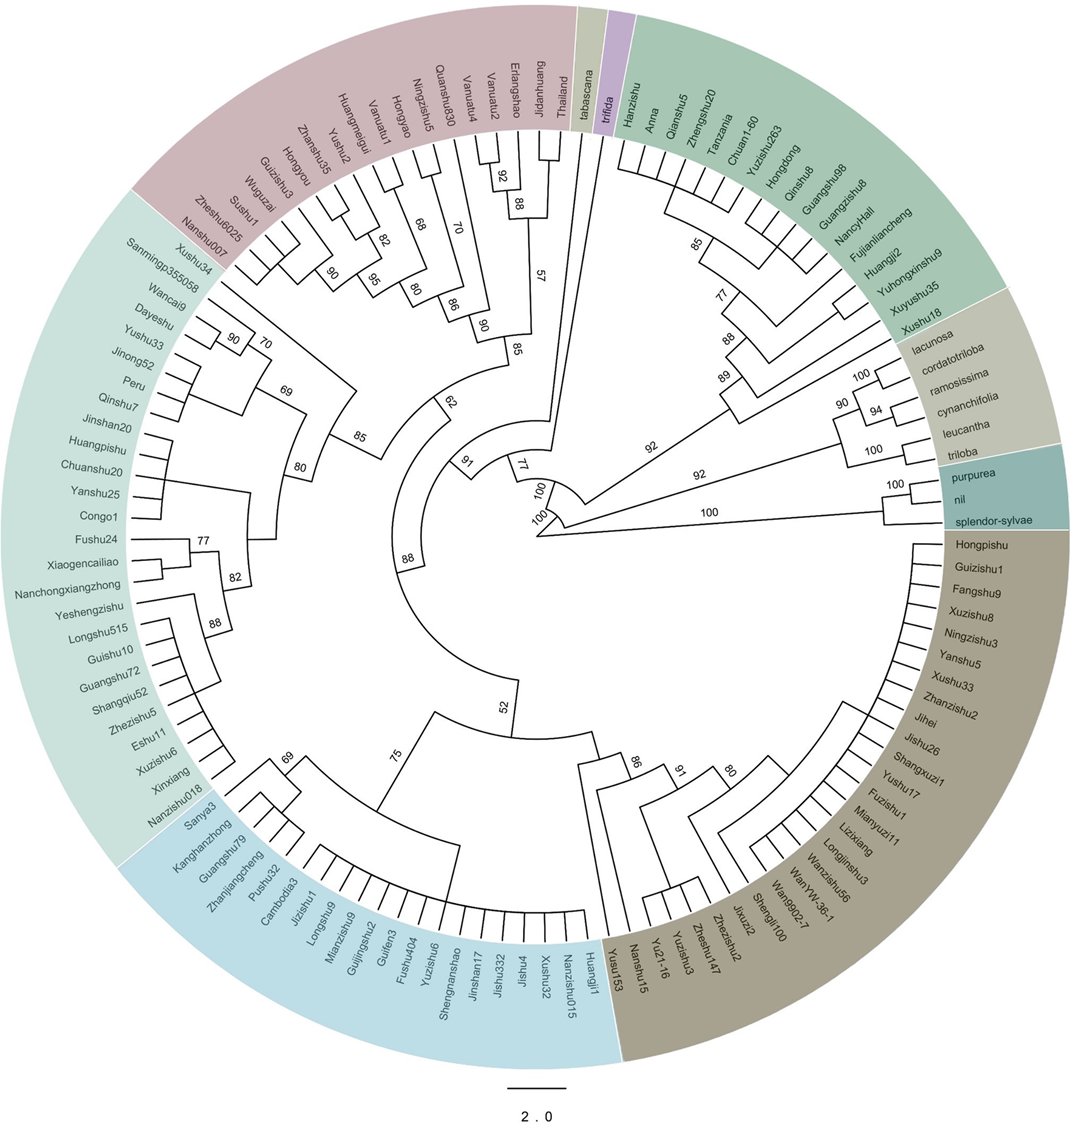 tabascana
trifida
Hanzishu
Anna
Qianshu5
Zhengshu20
Tanzania
Chuan1-60
Yuzishu263
Hongdong
Qinshu8
Guangshu98
Guangzishu8
NancyHall
Fujianliancheng
Huangji2
Yuhongxinshu9
Xuyushu35
Xushu18
lacunosa
cordatotriloba
ramosissima
cynanchifolia
leucantha
triloba
purpurea
nil
splendor-sylvae
Hongpishu
Guizishu1
Fangshu9
Xuzishu8
Ningzishu3
Yanshu5
Xushu33
Zhanzishu2
Jihei
Jishu26
Shangxuzi1
Yushu17
Fuzishu1
Mianyuzi11
Lizixiang
Longjinshu3
Wanzishu56
WanYW-36-1
Wan9902-7
Shengli100
Jixuzi2
Zhezishu2
Zheshu147
Yuzishu3
Yu21-16
Nanshu15
Yusu153
Huangji1
Nanzishu015
Xushu32
Jishu4
Jishu332
Jinshan17
Shengnanshao
Yuzishu6
Fushu404
Guifen3
Guijingshu2
Mianzishu9
Longshu9
Jizishu1
Cambodia3
Pushu32
Zhanjiangcheng
Guangshu79
Kanghanzhong
Sanya3
Nanzishu018
Xinxiang
Xuzishu6
Eshu11
Zhezishu5
Shangqiu52
Guangshu72
Guishu10
Longshu515
Yeshengzishu
Nanchongxiangzhong
Xiaogencailiao
Fushu24
Congo1
Yanshu25
Chuanshu20
Huangpishu
Jinshan20
Qinshu7
Peru
Jinong52
Yushu33
Dayeshu
Wancai9
Sanmingp355058
Xushu34
Nanshu007
Zheshu6025
Sushu1
Wuguzai
Guizishu3
Hongyou
Zhanshu35
Yushu2
Huangmeigui
Vanuatu1
Hongyao
Ningzishu5
Quanshu830
Vanuatu4
Vanuatu2
Erlangshao
Jidanhuang
Thailand
92
88
57
70
68
82
95
90
80
86
90
85
62
91
77
100
100
88
85
77
88
89
92
92
90
100
94
100
100
100
90
70
69
85
80
77
82
88
69
75
52
86
91
80
2.0